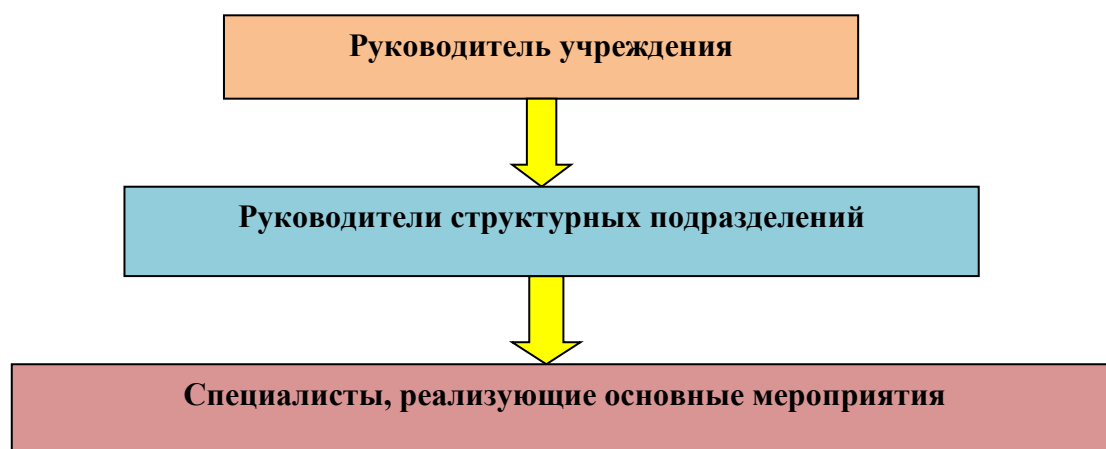 Руководитель учреждения
Руководители структурных подразделений
Специалисты, реализующие основные мероприятия